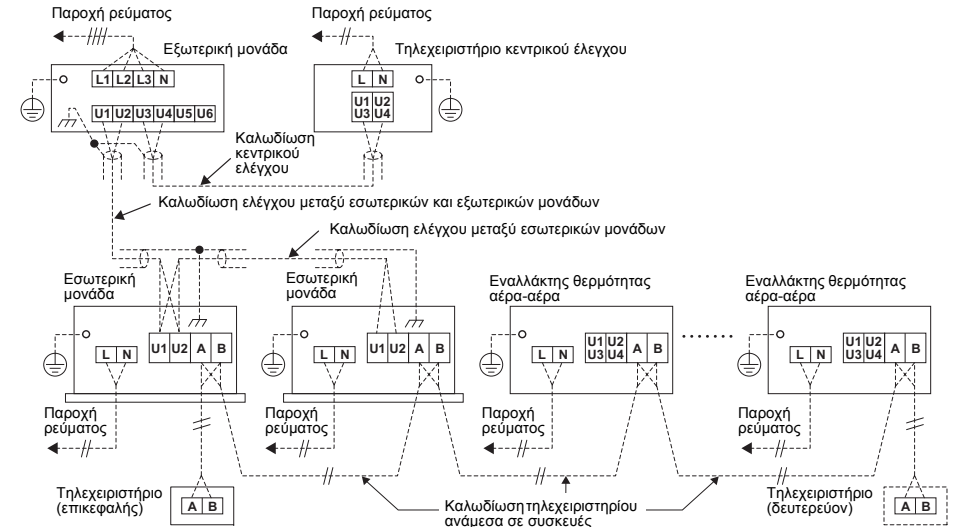 Παροχή ρεύματος
Παροχή ρεύματος
Εξωτερική μονάδα
Τηλεχειριστήριο κεντρικού έλεγχου
L1 L2 L3 N
L N
U1 U2 U3 U4 U5 U6
U1 U2
U3 U4
Καλωδίωση
κεντρικού
ελέγχου
Καλωδίωση ελέγχου μεταξύ εσωτερικών και εξωτερικών μονάδων
Καλωδίωση ελέγχου μεταξύ εσωτερικών μονάδων
Εσωτερική
μονάδα
Εσωτερική
μονάδα
Εναλλάκτης θερμότητας
αέρα-αέρα
Εναλλάκτης θερμότητας
αέρα-αέρα
L N
U1 U2 A B
L N
U1 U2 A B
L N
U1 U2
U3 U4
A B
L N
U1 U2
U3 U4
A B
Παροχή
ρεύματος
Παροχή
ρεύματος
Παροχή
ρεύματος
Παροχή
ρεύματος
Τηλεχειριστήριο
(επικεφαλής)
A B
Καλωδίωση τηλεχειριστηρίου
ανάμεσα σε συσκευές
Τηλεχειριστήριο
(δευτερεύον)
A B